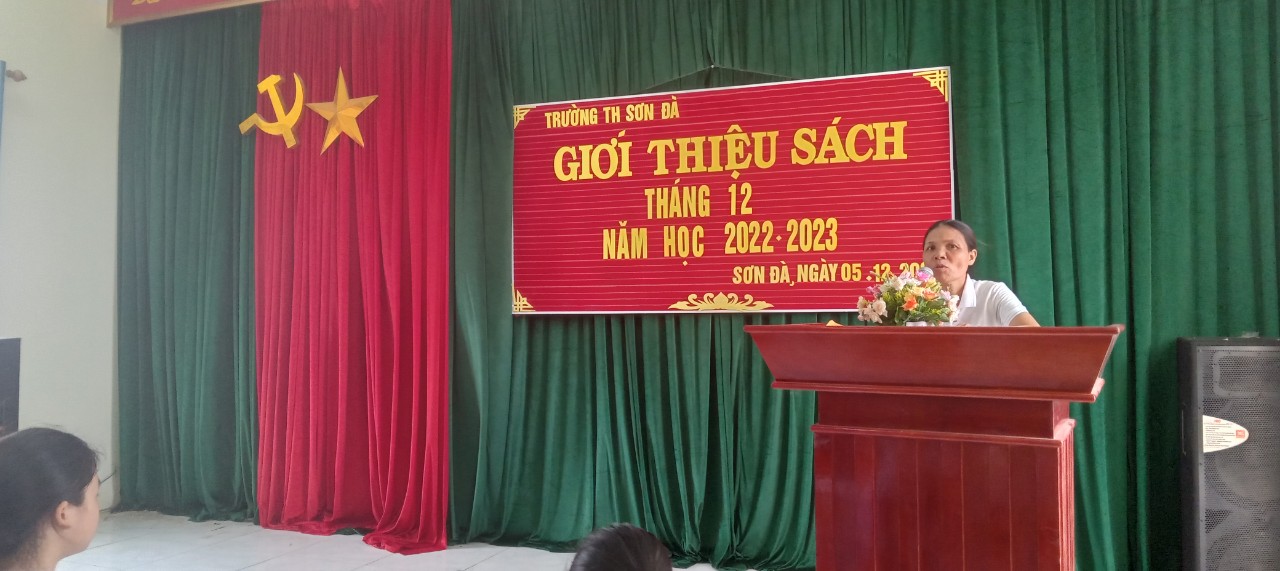 TRƯỜNG TH SƠN ĐÀ
GIỚI THIỆU SÁCH
THÁNG 12
NĂM HỌC 2022-2023
SƠN ĐÀ, NGÀY 05-12